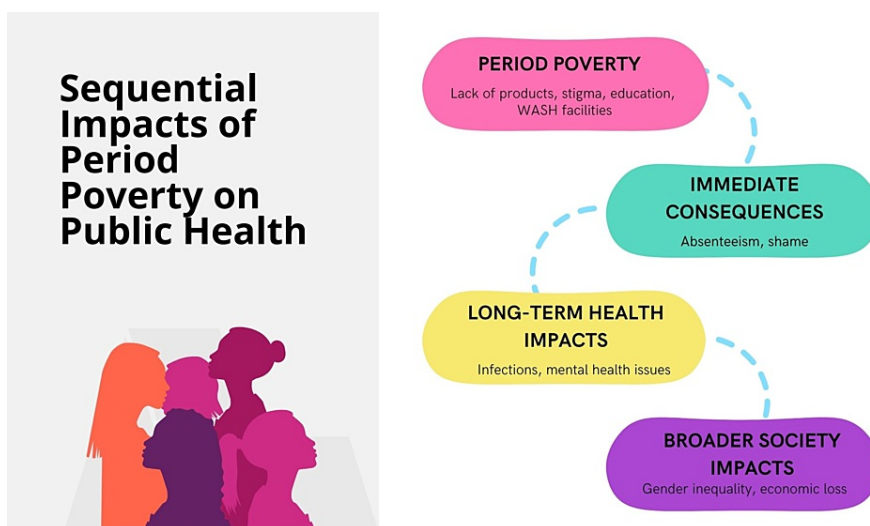 Sequential
Impacts of
Period
Poverty on
Public Health
PERIOD POVERTY
Lack of products, stigma, education,
WASH facilities
IMMEDIATE
CONSEQUENCES
Absenteeism, shame
LONG-TERM HEALTH
IMPACTS
Infections, mental health issues
BROADER SOCIETY
IMPACTS
Gender inequality, economic loss